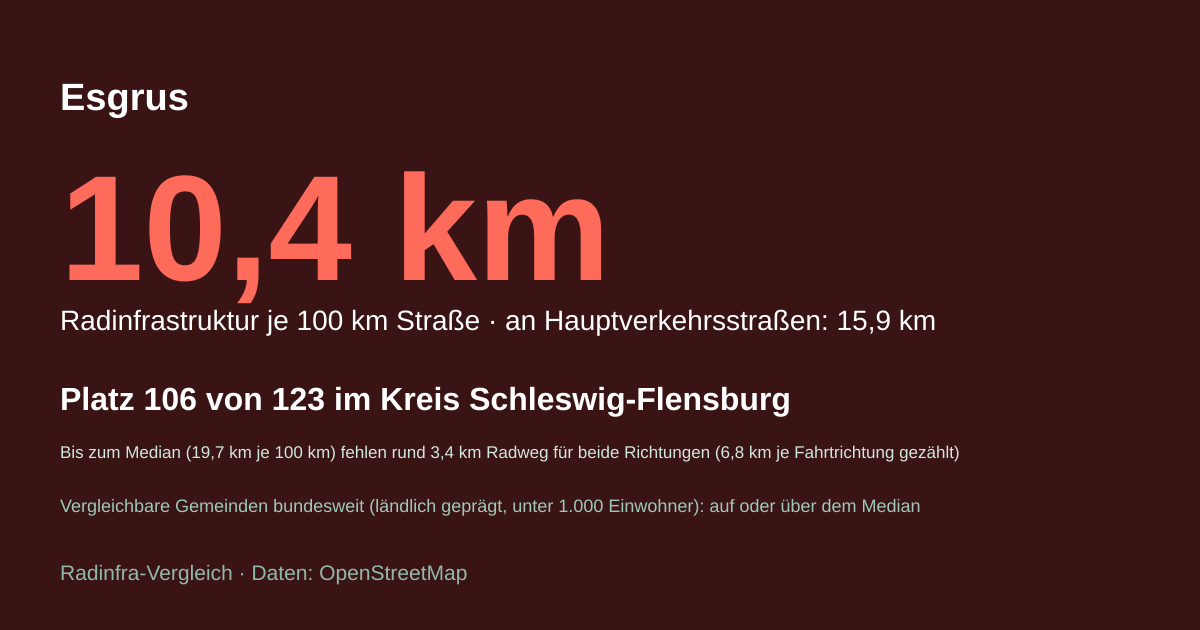 Esgrus
10,4 km
Radinfrastruktur je 100 km Straße · an Hauptverkehrsstraßen: 15,9 km
Platz 106 von 123 im Kreis Schleswig-Flensburg
Bis zum Median (19,7 km je 100 km) fehlen rund 3,4 km Radweg für beide Richtungen (6,8 km je Fahrtrichtung gezählt)
Vergleichbare Gemeinden bundesweit (ländlich geprägt, unter 1.000 Einwohner): auf oder über dem Median
Radinfra-Vergleich · Daten: OpenStreetMap